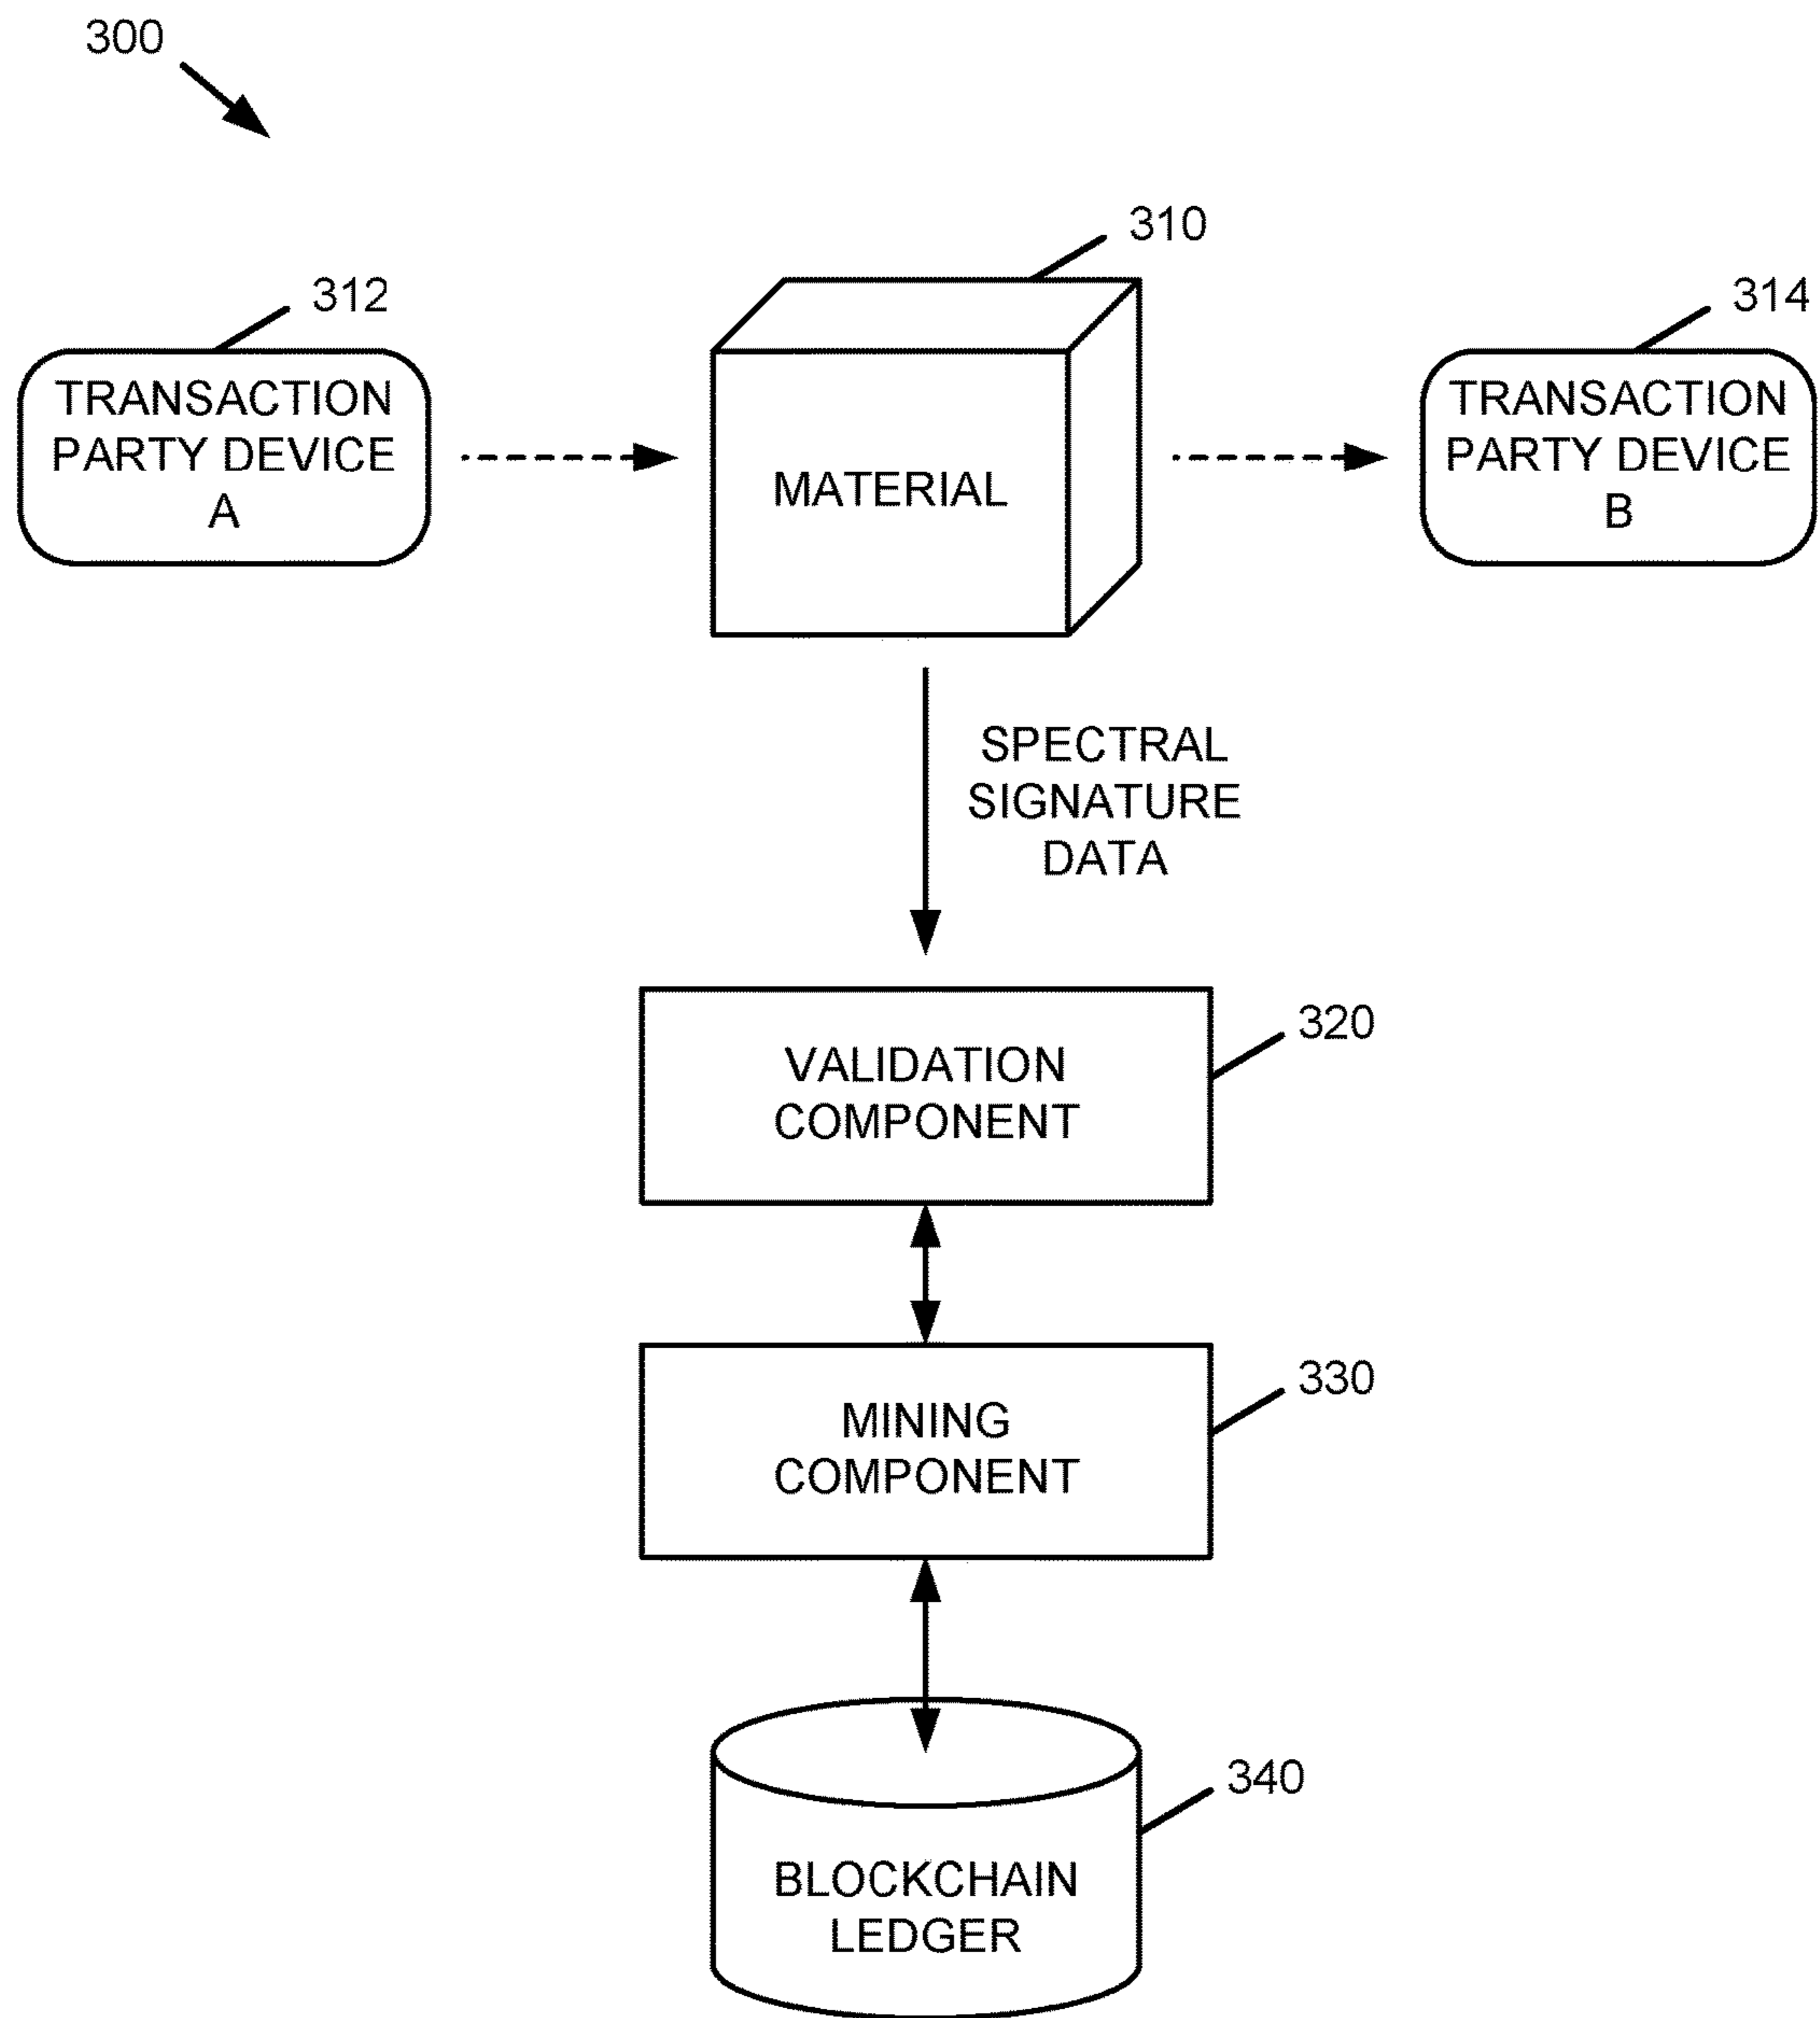 300
310
312
314
TRANSACTION
PARTY DEVICE
A
MATERIAL
TRANSACTION
PARTY DEVICE
B
SPECTRAL
SIGNATURE
DATA
320
VALIDATION
COMPONENT
330
MINING
COMPONENT
340
BLOCKCHAIN
LEDGER